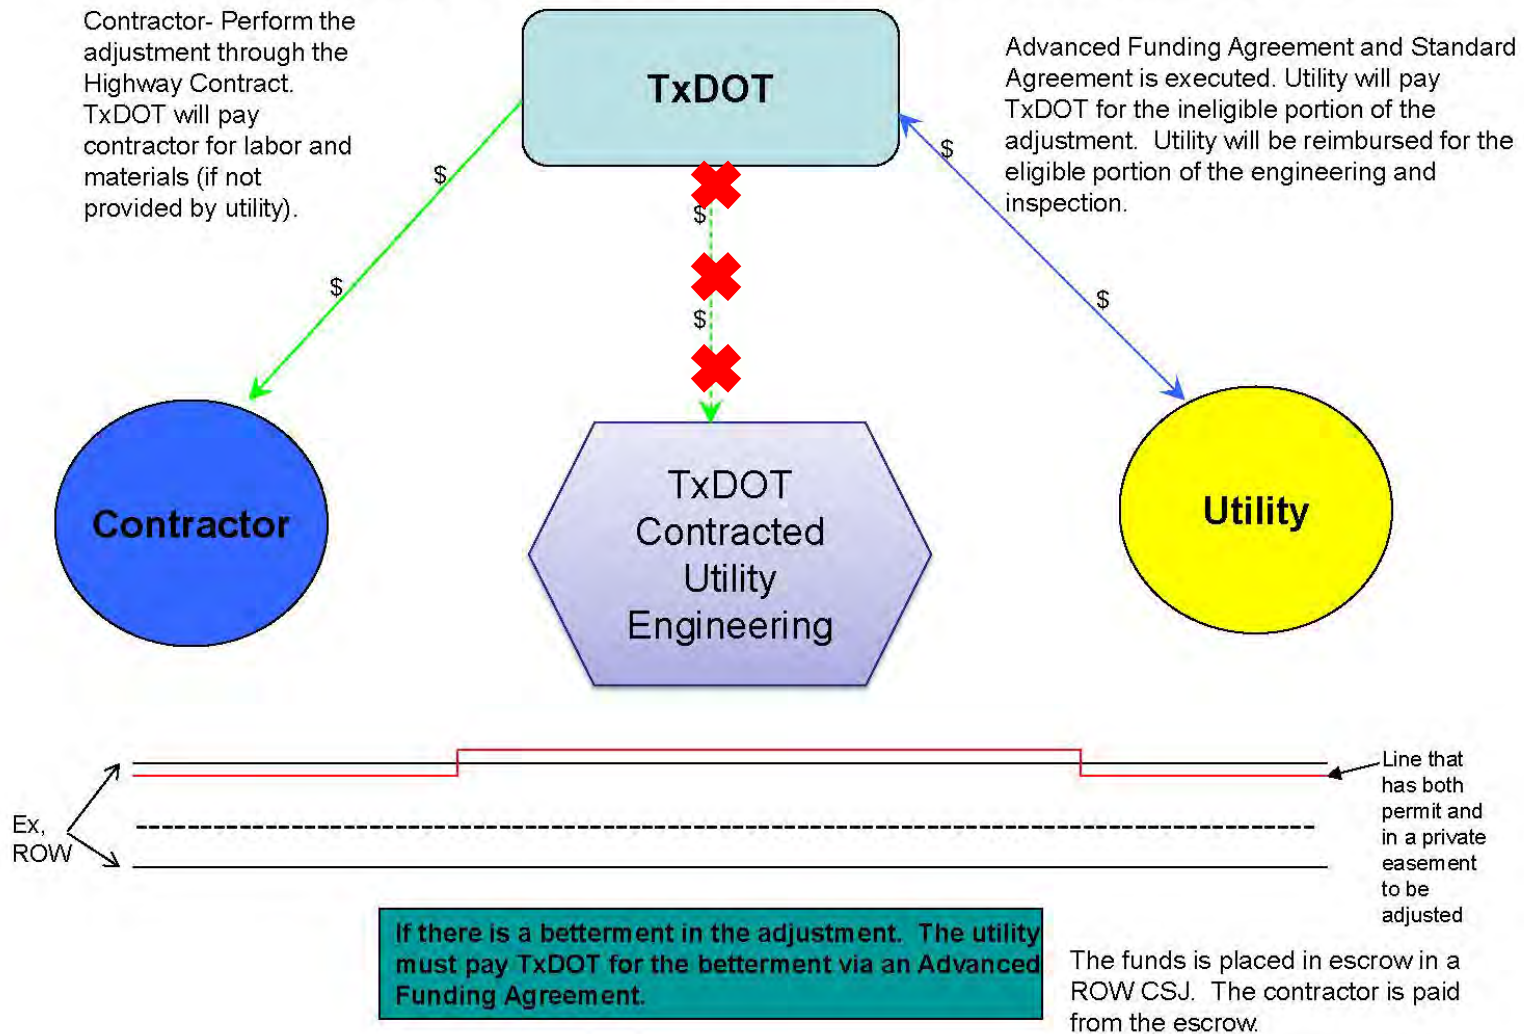 Contractor- Perform the
adjustment through the
Highway Contract.
TxDOT will pay
contractor for labor and
materials (if not
provided by utility).
TxDOT
Advanced Funding Agreement and Standard
Agreement is executed. Utility will pay
TxDOT for the ineligible portion of the
adjustment. Utility will be reimbursed for the
eligible portion of the engineering and
inspection.
$
$
$
$
$
$
Contractor
TxDOT
Contracted
Utility
Engineering
Utility
Ex,
ROW
Line that
has both
permit and
in a private
easement
to be
adjusted
If there is a betterment in the adjustment. The utility
must pay TxDOT for the betterment via an Advanced
Funding Agreement.
The funds is placed in escrow in a
ROW CSJ. The contractor is paid
from the escrow.